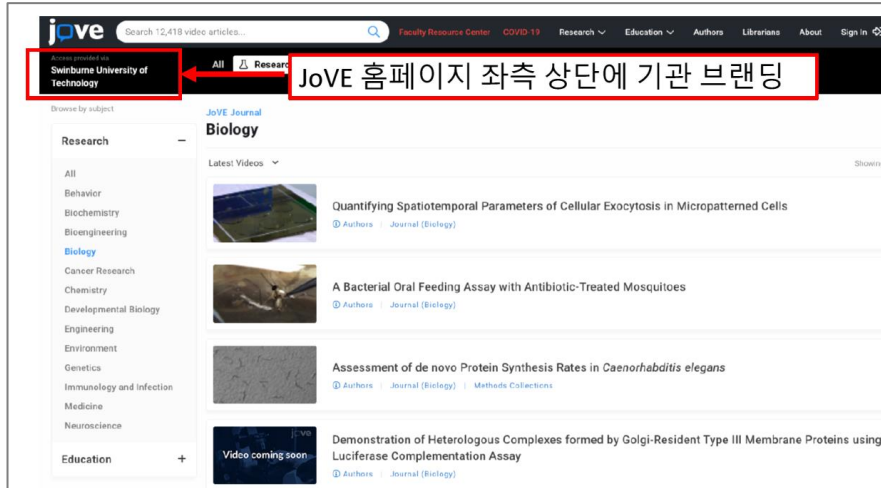 jove
Search 12,418 video articles...
Faculty Resource Center
COVID-19
Research
Education
Authors
Librarians
About
Sign In
Access provided via
Swinburne University of
Technology
All
Researc
JoVE 홈페이지 좌측 상단에 기관 브랜딩
Browse by subject
Research
All
Behavior
Biochemistry
Bioengineering
Biology
Cancer Research
Chemistry
Developmental Biology
Engineering
Environment
Genetics
Immunology and Infection
Medicine
Neuroscience
Education
JoVE Journal
Biology
Latest Videos
Showin
Quantifying Spatiotemporal Parameters of Cellular Exocytosis in Micropatterned Cells
Authors | Journal (Biology)
A Bacterial Oral Feeding Assay with Antibiotic-Treated Mosquitoes
Authors | Journal (Biology)
Assessment of de novo Protein Synthesis Rates in Caenorhabditis elegans
Authors | Journal (Biology) | Methods Collections
jove
Video coming soon
Demonstration of Heterologous Complexes formed by Golgi-Resident Type III Membrane Proteins using
Luciferase Complementation Assay
Authors | Journal (Biology)